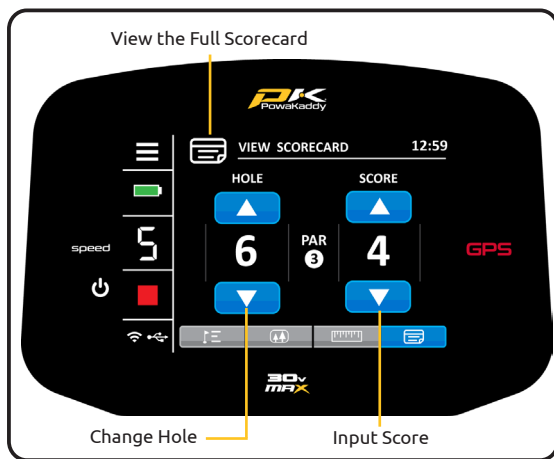 View the Full Scorecard
PK
PowaKaddy
VIEW SCORECARD 12:59
HOLE SCORE
speed 5 6 PAR 3 4 GPS
30v
MAX
Change Hole Input Score